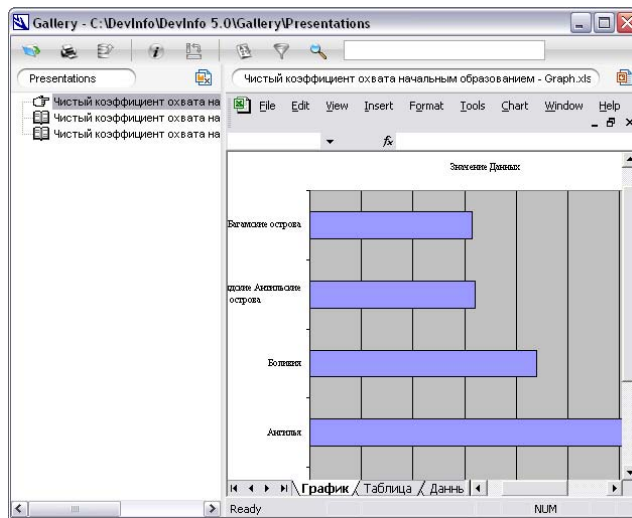 Gallery - C:\DevInfo\DevInfo 5.0\Gallery\Presentations
Presentations
Чистый коэффициент охвата на
Чистый коэффициент охвата на
Чистый коэффициент охвата на
Чистый коэффициент охвата начальным образованием - Graph.xls
File Edit View Insert Format Tools Chart Window Help
fx
Значение Данных
Багамские острова
Антильские
острова
Боливия
Ангилья
График / Таблица / Даннь
Ready NUM